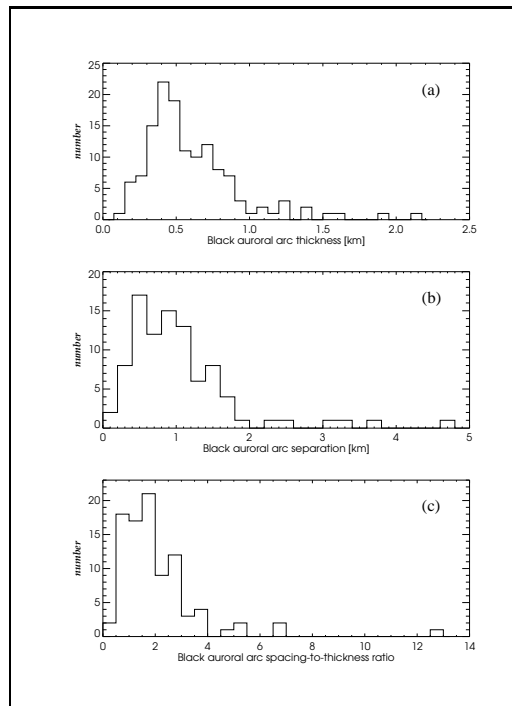 25
20
15
10
5
0
number
(a)
0.0 0.5 1.0 1.5 2.0 2.5
Black auroral arc thickness [km]
20
15
10
5
0
number
(b)
0 1 2 3 4 5
Black auroral arc separation [km]
20
15
10
5
0
number
(c)
0 2 4 6 8 10 12 14
Black auroral arc spacing-to-thickness ratio